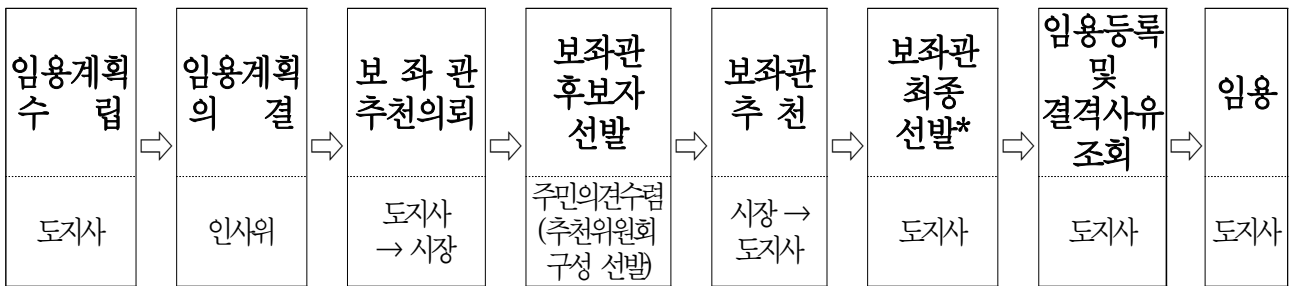 임용계획
수 립
도지사
⇨
임용계획
의 결
인사위
⇨
보 좌 관
추천의뢰
도지사
→ 시장
⇨
보좌관
후보자
선발
주민의견수렴
(추천위원회
구성 선발)
⇨
보좌관
추 천
시장 →
도지사
⇨
보좌관
최종
선발*
도지사
⇨
임용등록
및
결격사유
조회
도지사
⇨
임용
도지사